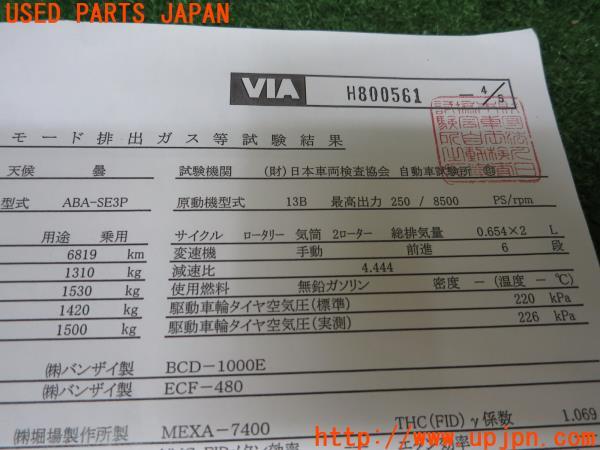 USED PARTS JAPAN
VIA H800561 - 4/5
モード排出ガス等試験結果
天候 曇 試験機関 (財)日本車両検査協会 自動車試験所
型式 ABA-SE3P 原動機型式 13B 最高出力 250 / 8500 PS/rpm
用途 乗用 サイクル ロータリー 気筒 2ローター 総排気量 0.654×2 L
6819 km 変速機 手動 前進 6 段
1310 kg 減速比 4.444
1530 kg 使用燃料 無鉛ガソリン 密度 - (温度 - ℃)
1420 kg 駆動車輪タイヤ空気圧(標準) 220 kPa
1500 kg 駆動車輪タイヤ空気圧(実測) 226 kPa
㈱バンザイ製 BCD-1000E
㈱バンザイ製 ECF-480
㈱堀場製作所製 MEXA-7400 THC(FID)γ係数 1.069
http://www.upjpn.com